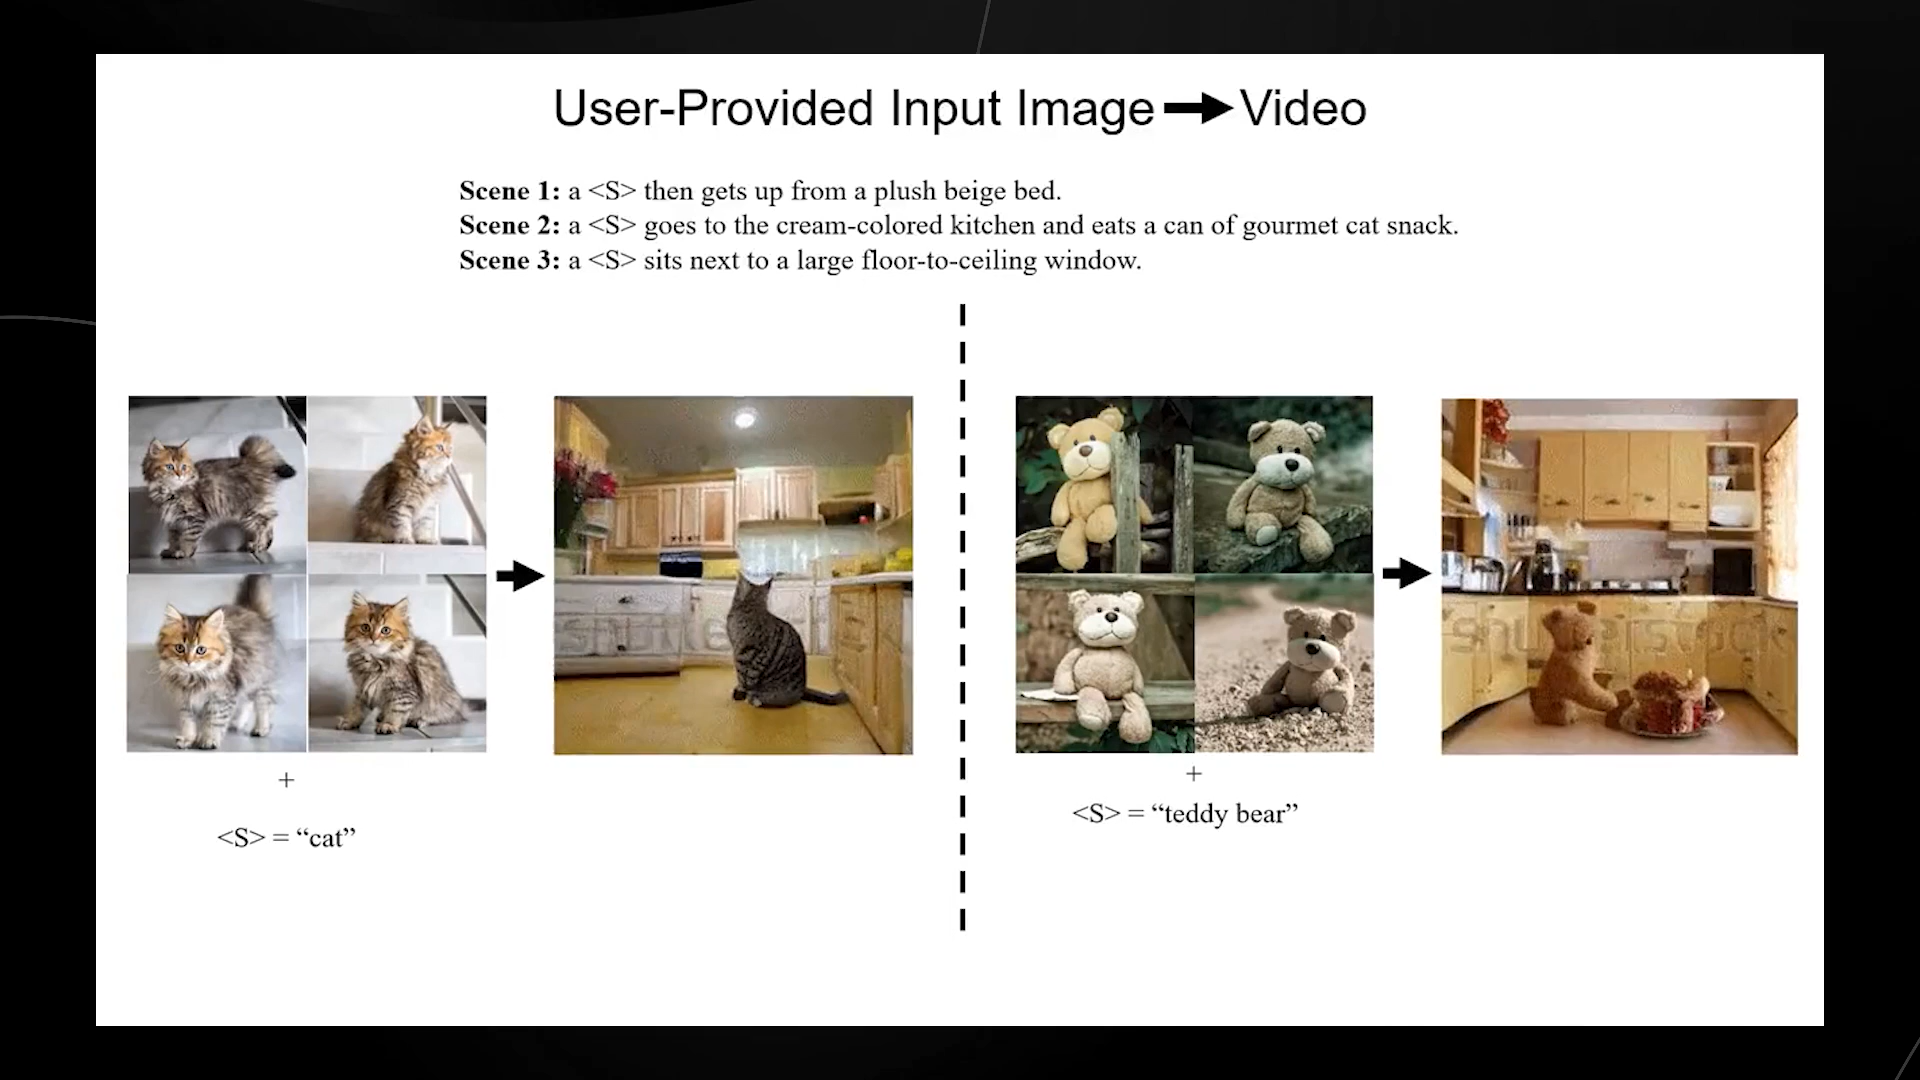 User-Provided Input Image → Video
Scene 1: a <S> then gets up from a plush beige bed.
Scene 2: a <S> goes to the cream-colored kitchen and eats a can of gourmet cat snack.
Scene 3: a <S> sits next to a large floor-to-ceiling window.
+
<S> = “cat”
+
<S> = “teddy bear”